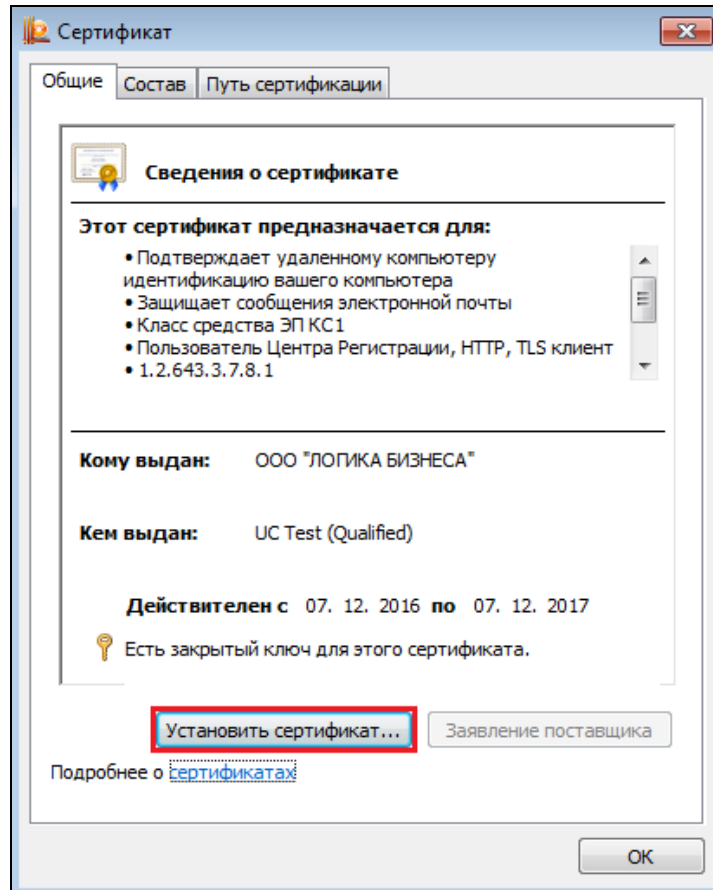 Сертификат
Общие Состав Путь сертификации
Сведения о сертификате
Этот сертификат предназначается для:
• Подтверждает удаленному компьютеру
идентификацию вашего компьютера
• Защищает сообщения электронной почты
• Класс средства ЭП КС1
• Пользователь Центра Регистрации, HTTP, TLS клиент
• 1.2.643.3.7.8.1
Кому выдан: ООО "ЛОГИКА БИЗНЕСА"
Кем выдан: UC Test (Qualified)
Действителен с 07. 12. 2016 по 07. 12. 2017
Есть закрытый ключ для этого сертификата.
Установить сертификат... Заявление поставщика
Подробнее о сертификатах
ОК